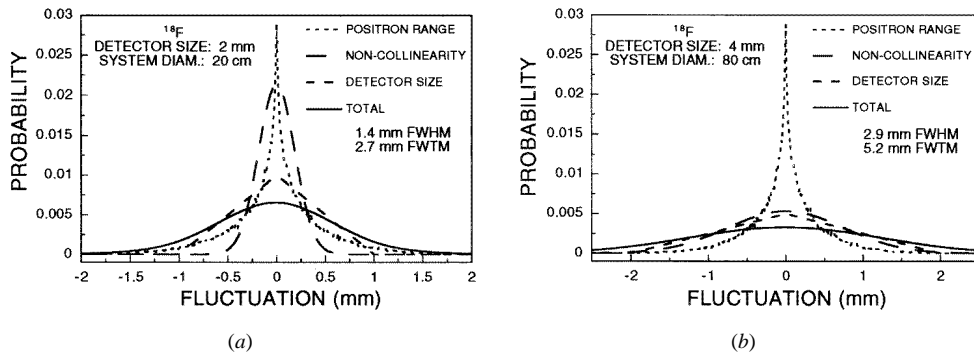 0.03
0.025
0.02
0.015
0.01
0.005
0
PROBABILITY
¹⁸F
DETECTOR SIZE: 2 mm
SYSTEM DIAM.: 20 cm
POSITRON RANGE
NON-COLLINEARITY
DETECTOR SIZE
TOTAL
1.4 mm FWHM
2.7 mm FWTM
-2 -1.5 -1 -0.5 0 0.5 1 1.5 2
FLUCTUATION (mm)
(a)
0.03
0.025
0.02
0.015
0.01
0.005
0
PROBABILITY
¹⁸F
DETECTOR SIZE: 4 mm
SYSTEM DIAM.: 80 cm
POSITRON RANGE
NON-COLLINEARITY
DETECTOR SIZE
TOTAL
2.9 mm FWHM
5.2 mm FWTM
-2 -1 0 1 2
FLUCTUATION (mm)
(b)